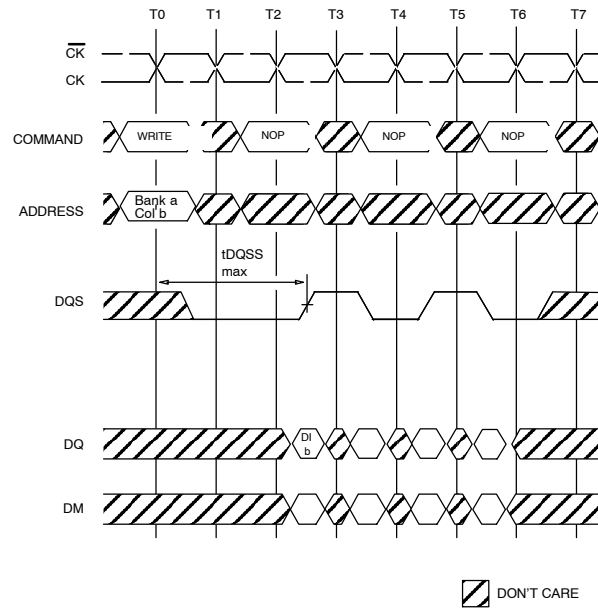 T0 T1 T2 T3 T4 T5 T6 T7
CK
CK
COMMAND WRITE NOP NOP NOP
ADDRESS Bank a
Col b
tDQSS
max
DQS
DQ DI
b
DM
DON'T CARE